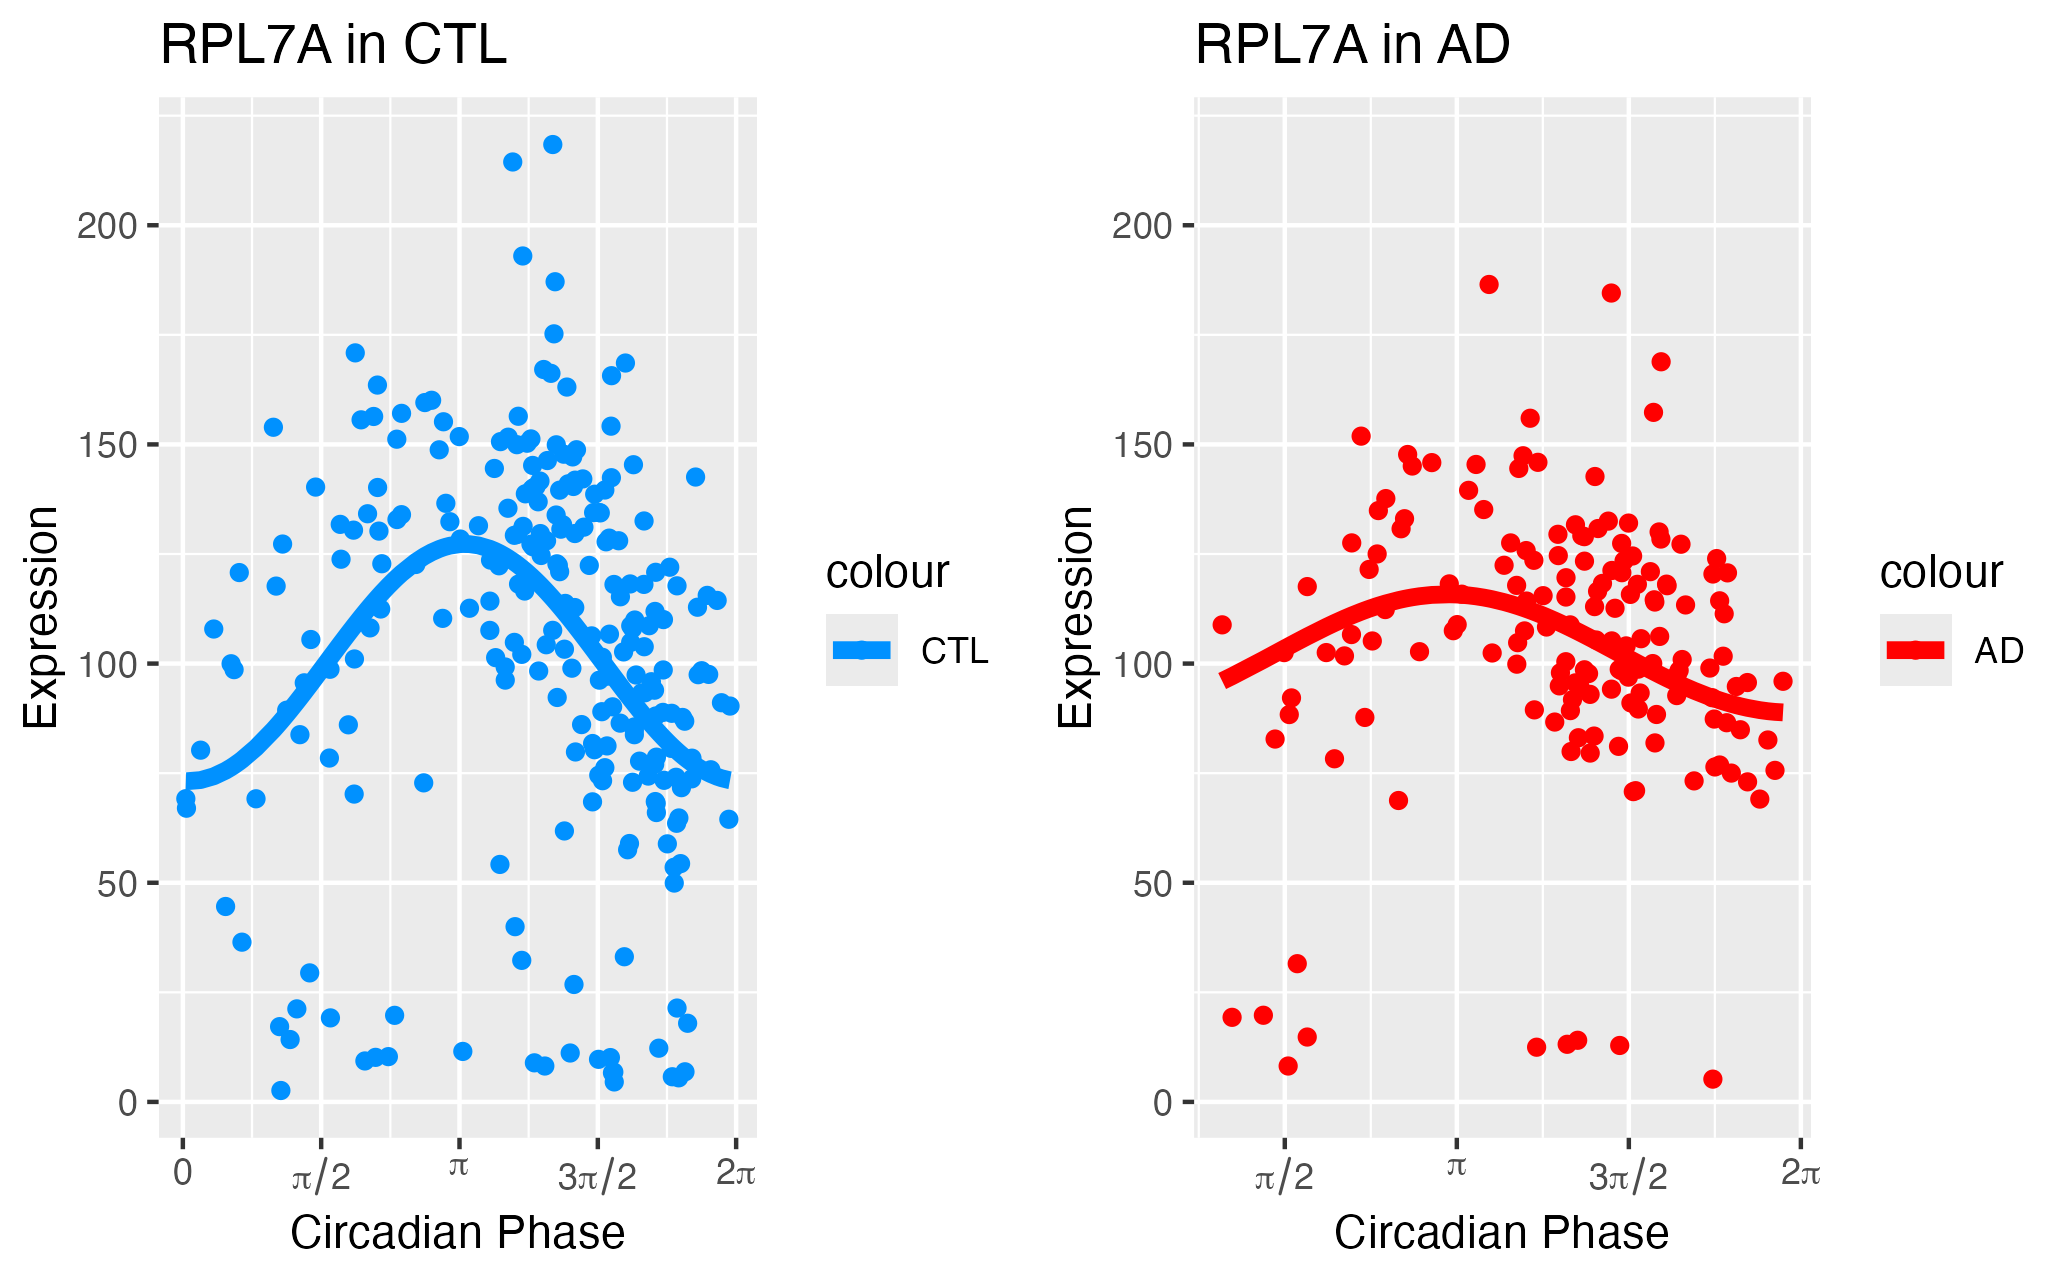 RPL7A in CTL
Expression
200
150
100
50
0
0 π/2 π 3π/2 2π
Circadian Phase
colour
CTL
RPL7A in AD
Expression
200
150
100
50
0
π/2 π 3π/2 2π
Circadian Phase
colour
AD